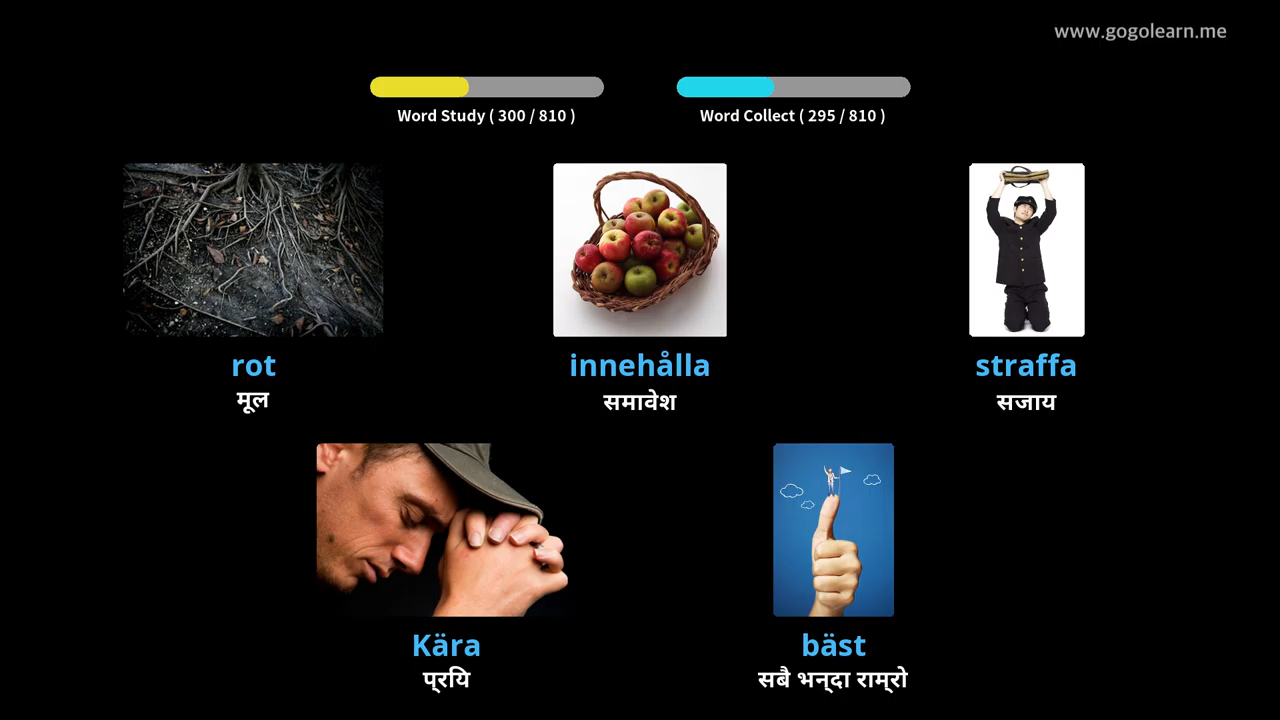 www.gogolearn.me
Word Study ( 300 / 810 )
Word Collect ( 295 / 810 )
rot
मूल
innehålla
समावेश
straffa
सजाय
Kära
प्रिय
bäst
सबै भन्दा राम्रो